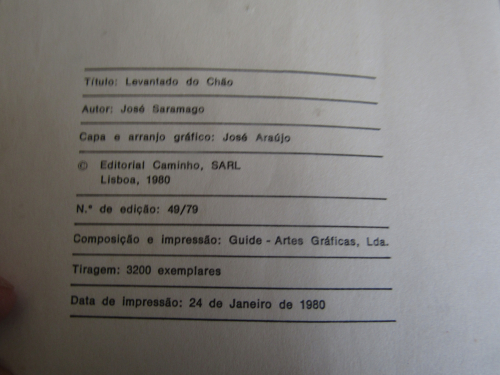 Título: Levantado do Chão
Autor: José Saramago
Capa e arranjo gráfico: José Araújo
© Editorial Caminho, SARL
Lisboa, 1980
N.º de edição: 49/79
Composição e impressão: Guide - Artes Gráficas, Lda.
Tiragem: 3200 exemplares
Data de impressão: 24 de Janeiro de 1980